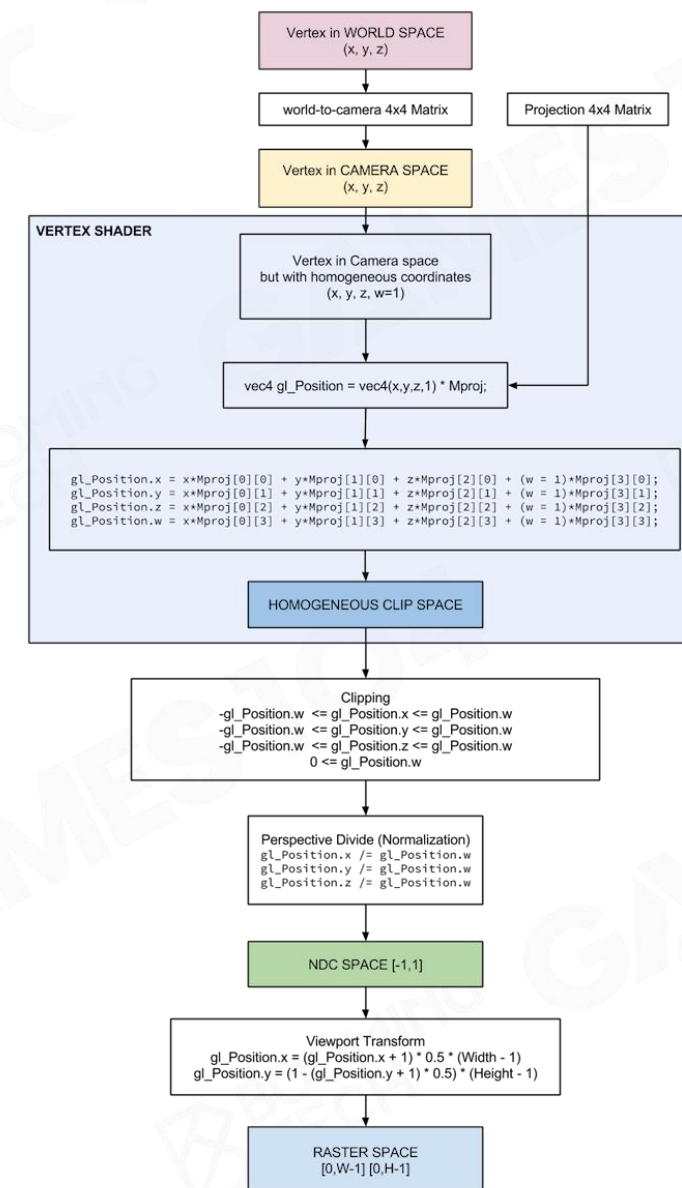 Vertex in WORLD SPACE
(x, y, z)
world-to-camera 4x4 Matrix
Projection 4x4 Matrix
Vertex in CAMERA SPACE
(x, y, z)
VERTEX SHADER
Vertex in Camera space
but with homogeneous coordinates
(x, y, z, w=1)
vec4 gl_Position = vec4(x,y,z,1) * Mproj;
gl_Position.x = x*Mproj[0][0] + y*Mproj[1][0] + z*Mproj[2][0] + (w = 1)*Mproj[3][0];
gl_Position.y = x*Mproj[0][1] + y*Mproj[1][1] + z*Mproj[2][1] + (w = 1)*Mproj[3][1];
gl_Position.z = x*Mproj[0][2] + y*Mproj[1][2] + z*Mproj[2][2] + (w = 1)*Mproj[3][2];
gl_Position.w = x*Mproj[0][3] + y*Mproj[1][3] + z*Mproj[2][3] + (w = 1)*Mproj[3][3];
HOMOGENEOUS CLIP SPACE
Clipping
-gl_Position.w <= gl_Position.x <= gl_Position.w
-gl_Position.w <= gl_Position.y <= gl_Position.w
-gl_Position.w <= gl_Position.z <= gl_Position.w
0 <= gl_Position.w
Perspective Divide (Normalization)
gl_Position.x /= gl_Position.w
gl_Position.y /= gl_Position.w
gl_Position.z /= gl_Position.w
NDC SPACE [-1,1]
Viewport Transform
gl_Position.x = (gl_Position.x + 1) * 0.5 * (Width - 1)
gl_Position.y = (1 - (gl_Position.y + 1) * 0.5) * (Height - 1)
RASTER SPACE
[0,W-1] [0,H-1]
GAMES104